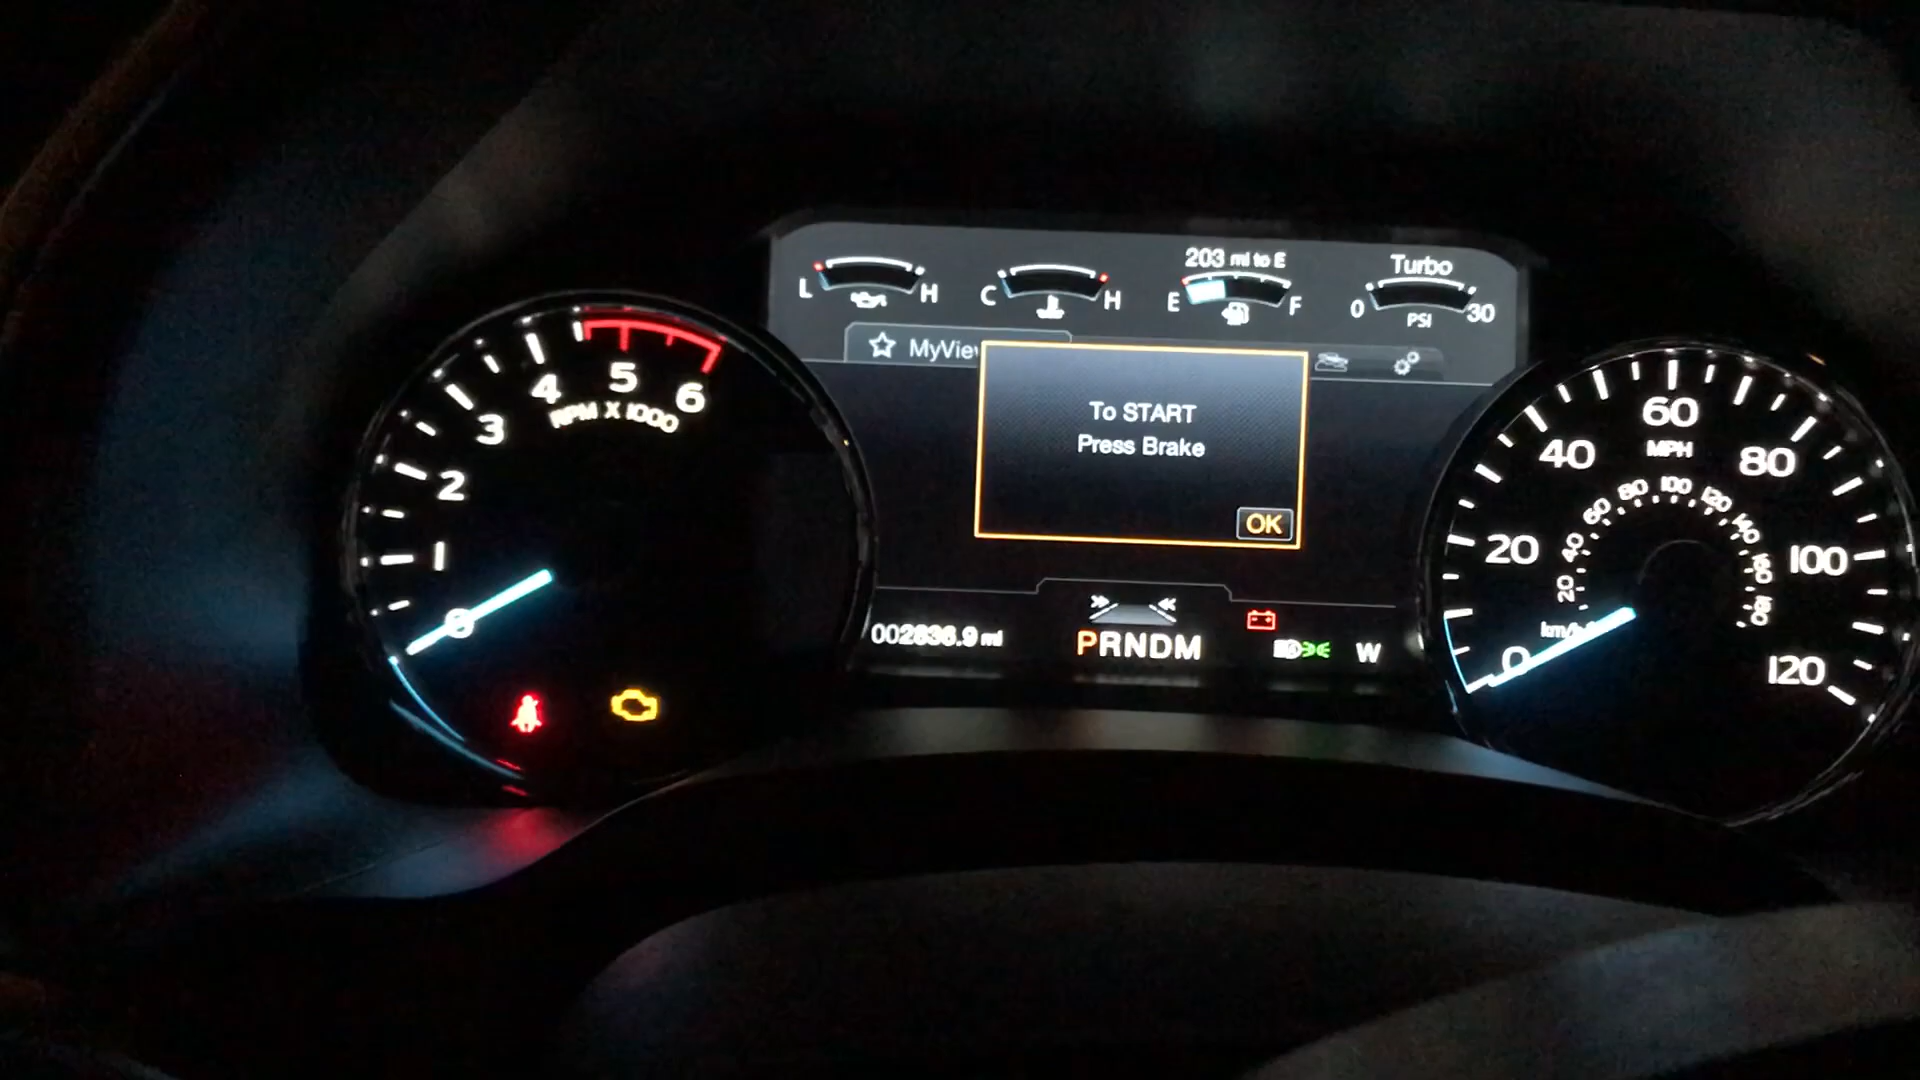 203 mi to E
Turbo
L H
C H
E F
0 30
PSI
MyView
To START
Press Brake
OK
1 2 3 4 5 6
RPM X 1000
0
0 20 40 60 80 100 120
MPH
20 40 60 80 100 120 140 160 180
km/h
002836.9 mi
PRNDM
W